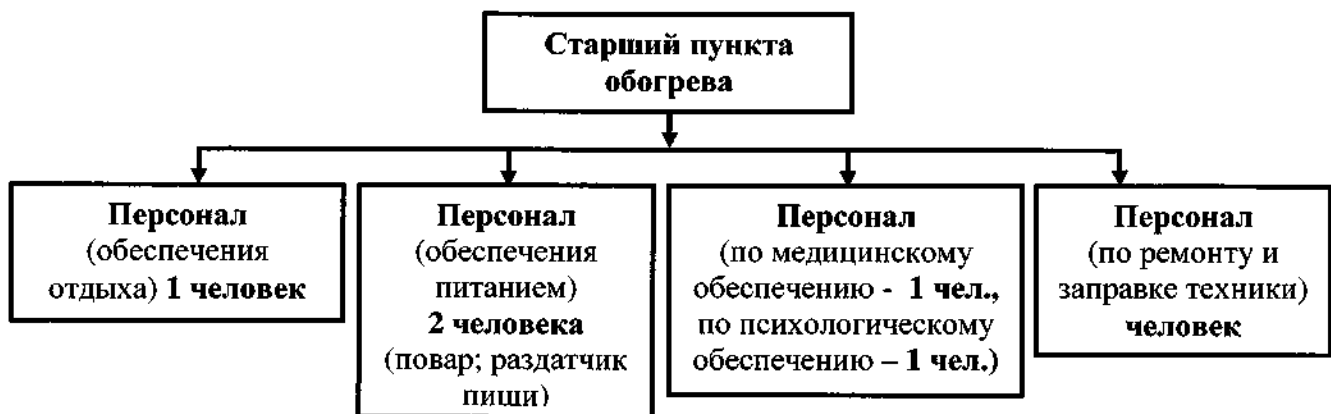 Старший пункта
обогрева
Персонал
(обеспечения
отдыха) 1 человек
Персонал
(обеспечения
питанием)
2 человека
(повар; раздатчик
пищи)
Персонал
(по медицинскому
обеспечению - 1 чел.,
по психологическому
обеспечению – 1 чел.)
Персонал
(по ремонту и
заправке техники)
человек